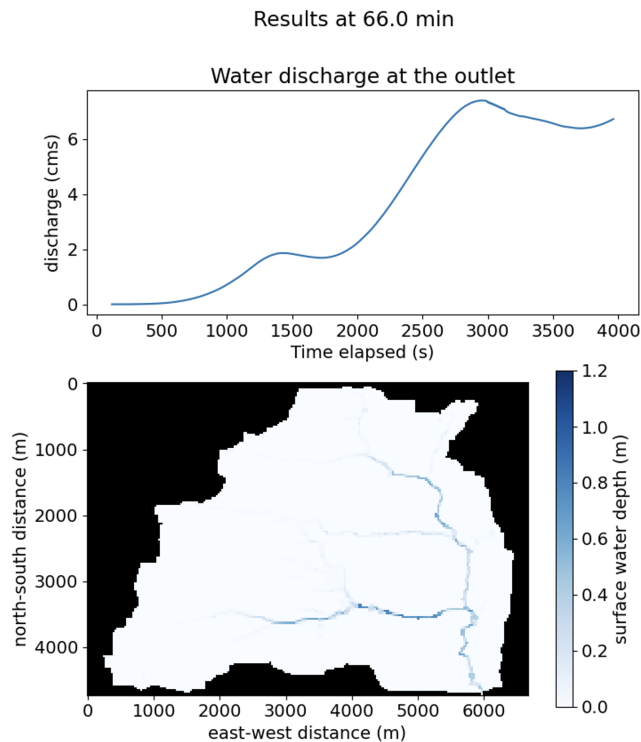 Results at 66.0 min
Water discharge at the outlet
discharge (cms)
6
4
2
0
0 500 1000 1500 2000 2500 3000 3500 4000
Time elapsed (s)
north-south distance (m)
0
1000
2000
3000
4000
0 1000 2000 3000 4000 5000 6000
east-west distance (m)
1.2
1.0
0.8
0.6
0.4
0.2
0.0
surface water depth (m)